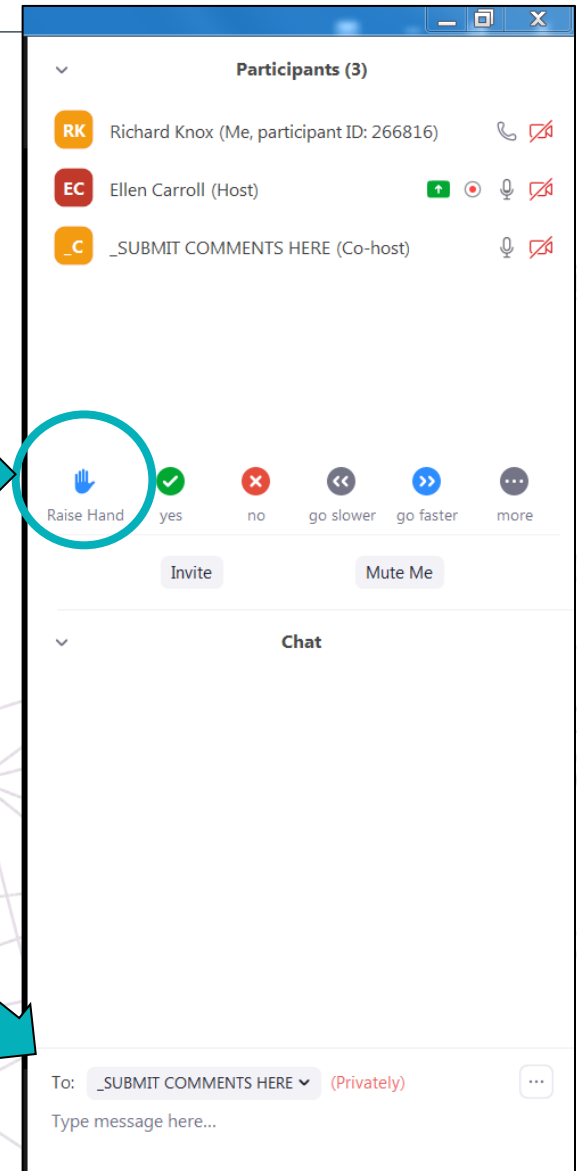 Participants (3)
RK Richard Knox (Me, participant ID: 266816)
EC Ellen Carroll (Host)
_C _SUBMIT COMMENTS HERE (Co-host)
Raise Hand yes no go slower go faster more
Invite Mute Me
Chat
To: _SUBMIT COMMENTS HERE (Privately)
Type message here...